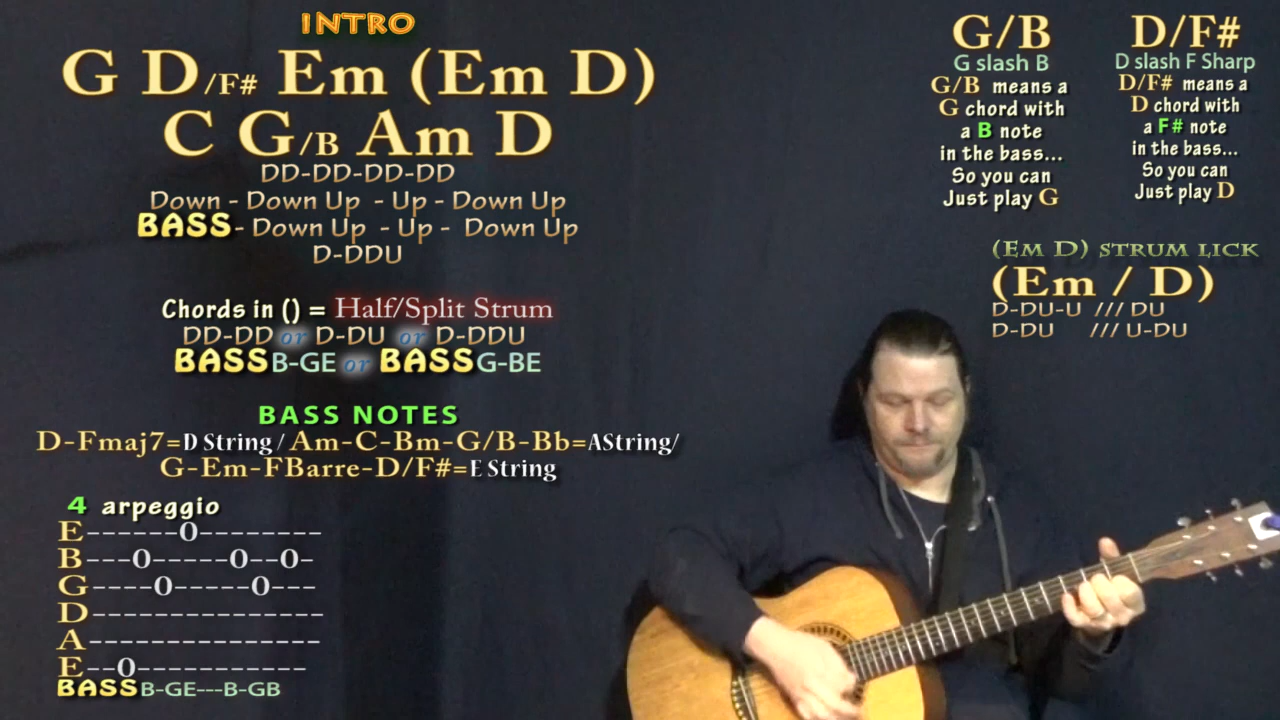 INTRO
G D/F# Em (Em D)
C G/B Am D
DD-DD-DD-DD
Down - Down Up - Up - Down Up
BASS- Down Up - Up - Down Up
D-DDU
Chords in () = Half/Split Strum
DD-DD or D-DU or D-DDU
BASSB-GE or BASSG-BE
BASS NOTES
D-Fmaj7=D String / Am-C-Bm-G/B-Bb=AString/
G-Em-FBarre-D/F#=E String
4 arpeggio
E------0--------
B---0-----0--0-
G----0-----0---
D---------------
A---------------
E--0-----------
BASSB-GE---B-GB
G/B
G slash B
G/B means a
G chord with
a B note
in the bass...
So you can
Just play G
D/F#
D slash F Sharp
D/F# means a
D chord with
a F# note
in the bass...
So you can
Just play D
(EM D) STRUM LICK
(Em / D)
D-DU-U /// DU
D-DU /// U-DU